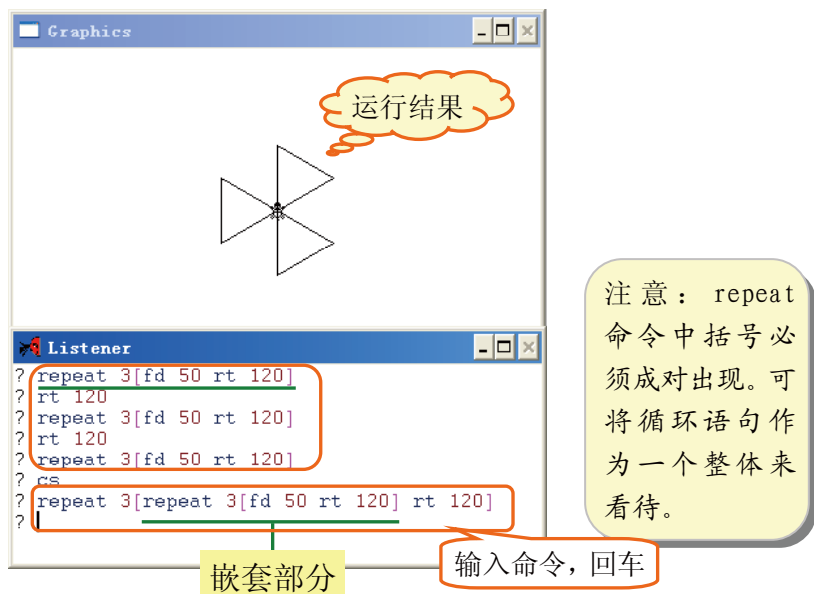 Graphics
运行结果
Listener
? repeat 3[fd 50 rt 120]
? rt 120
? repeat 3[fd 50 rt 120]
? rt 120
? repeat 3[fd 50 rt 120]
? cs
? repeat 3[repeat 3[fd 50 rt 120] rt 120]
?
嵌套部分
输入命令，回车
注意：repeat
命令中括号必
须成对出现。可
将循环语句作
为一个整体来
看待。